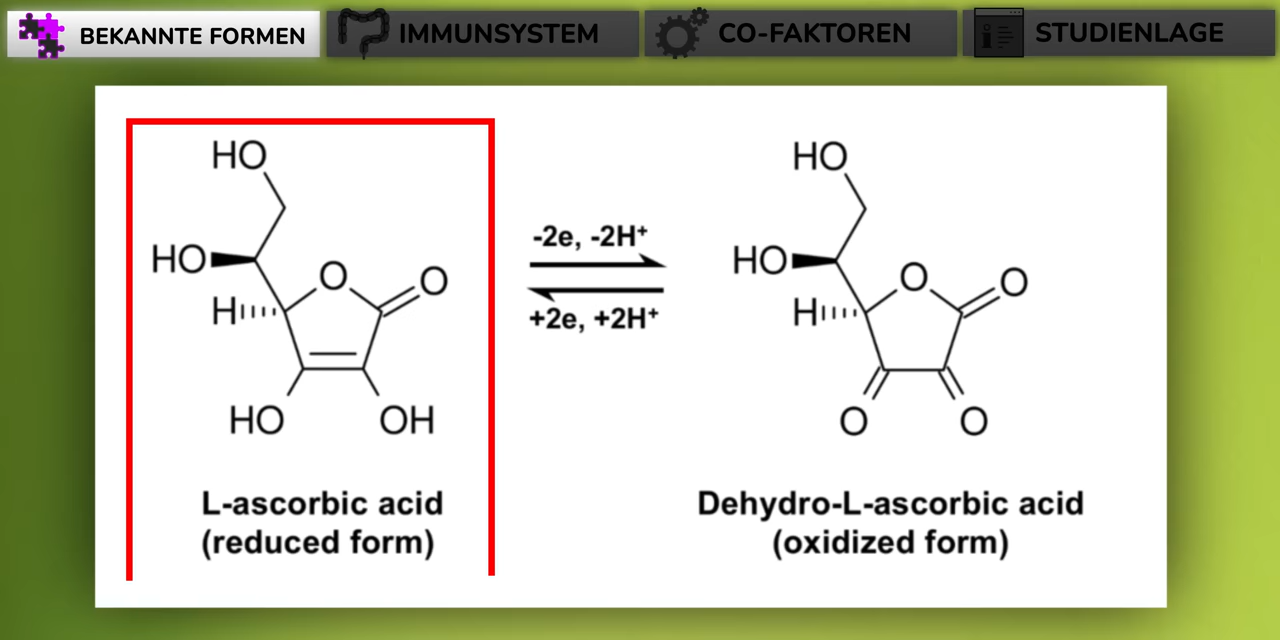 BEKANNTE FORMEN
IMMUNSYSTEM
CO-FAKTOREN
STUDIENLAGE
HO
HO
H
O
O
HO
OH
L-ascorbic acid
(reduced form)
-2e, -2H⁺
+2e, +2H⁺
HO
HO
H
O
O
O
O
Dehydro-L-ascorbic acid
(oxidized form)